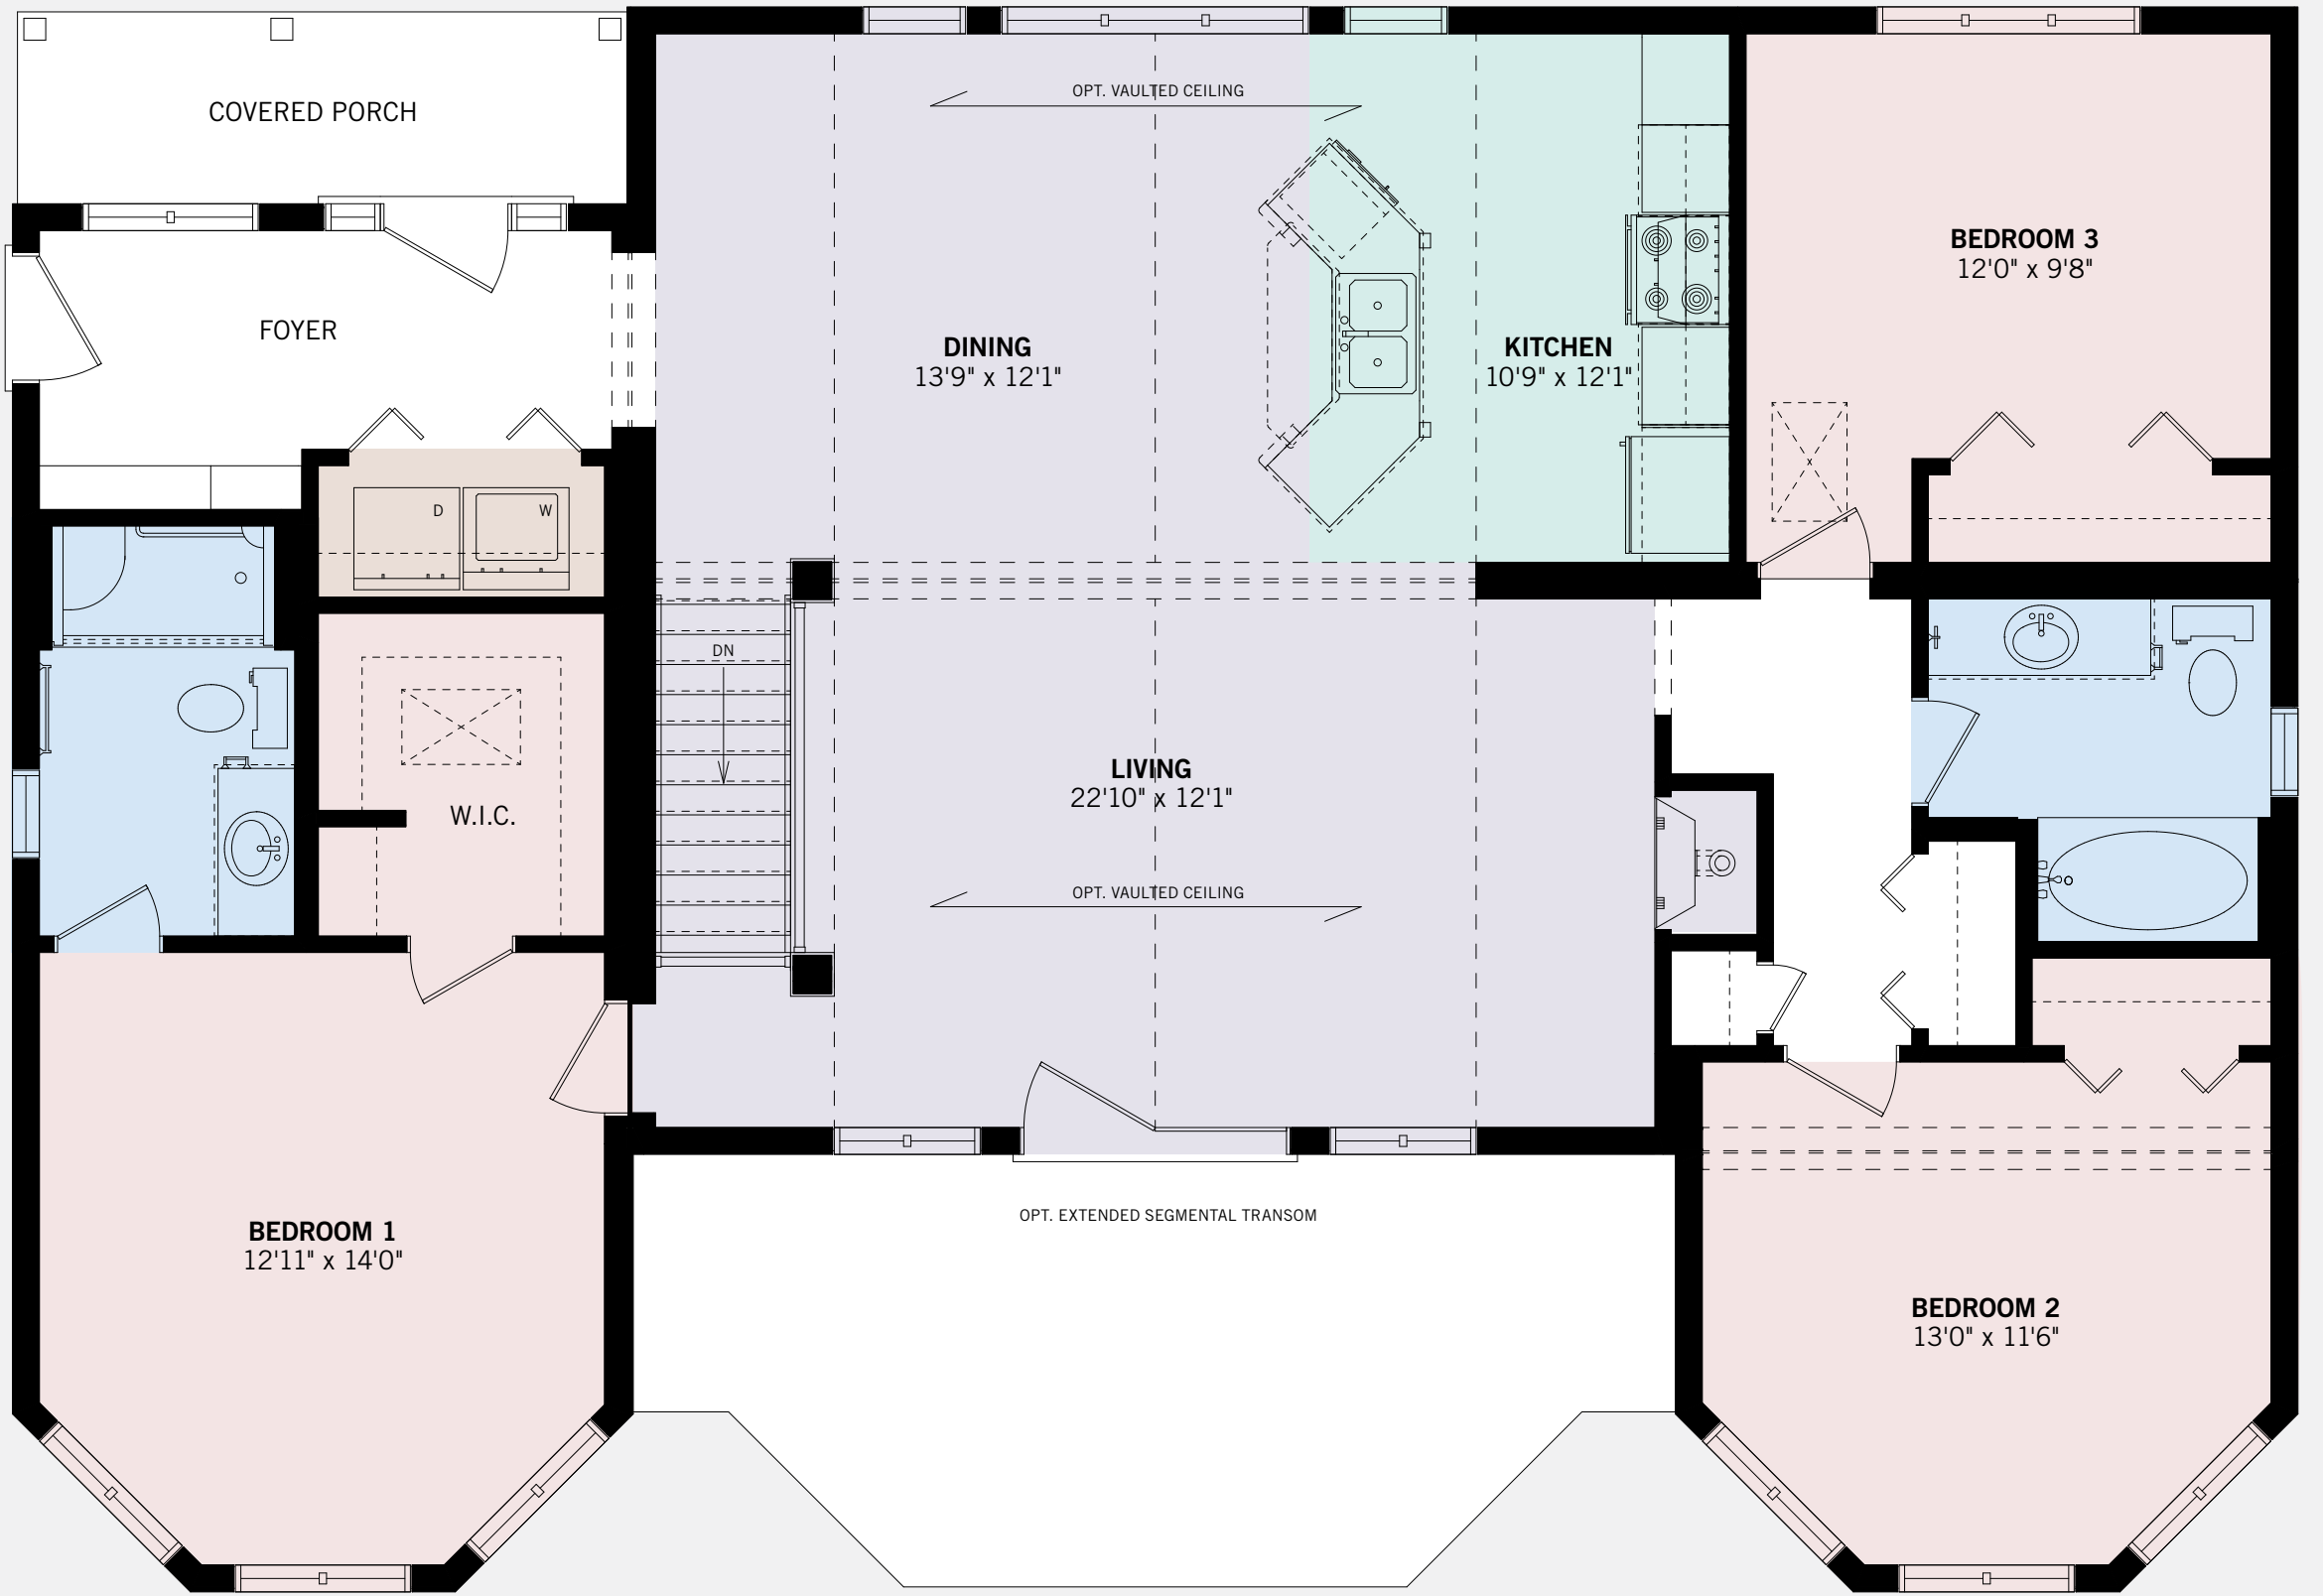 OPT. VAULTED CEILING
COVERED PORCH
BEDROOM 3
12'0" x 9'8"
FOYER
DINING
13'9" x 12'1"
KITCHEN
10'9" x 12'1"
D
W
DN
LIVING
22'10" x 12'1"
W.I.C.
OPT. VAULTED CEILING
OPT. EXTENDED SEGMENTAL TRANSOM
BEDROOM 1
12'11" x 14'0"
BEDROOM 2
13'0" x 11'6"